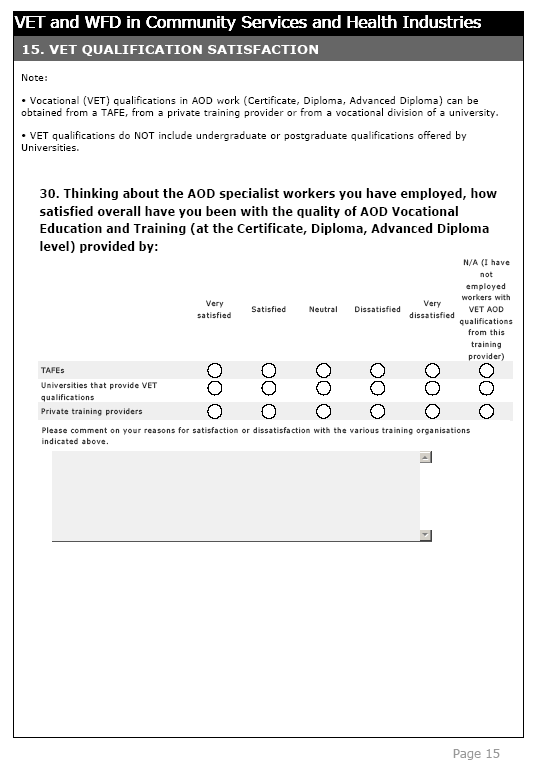 VET and WFD in Community Services and Health Industries
15. VET QUALIFICATION SATISFACTION
Note:
• Vocational (VET) qualifications in AOD work (Certificate, Diploma, Advanced Diploma) can be
obtained from a TAFE, from a private training provider or from a vocational division of a university.
• VET qualifications do NOT include undergraduate or postgraduate qualifications offered by
Universities.
30. Thinking about the AOD specialist workers you have employed, how
satisfied overall have you been with the quality of AOD Vocational
Education and Training (at the Certificate, Diploma, Advanced Diploma
level) provided by:
Very
satisfied
Satisfied
Neutral
Dissatisfied
Very
dissatisfied
N/A (I have
not
employed
workers with
VET AOD
qualifications
from this
training
provider)
TAFEs
Universities that provide VET
qualifications
Private training providers
Please comment on your reasons for satisfaction or dissatisfaction with the various training organisations
indicated above.
Page 15